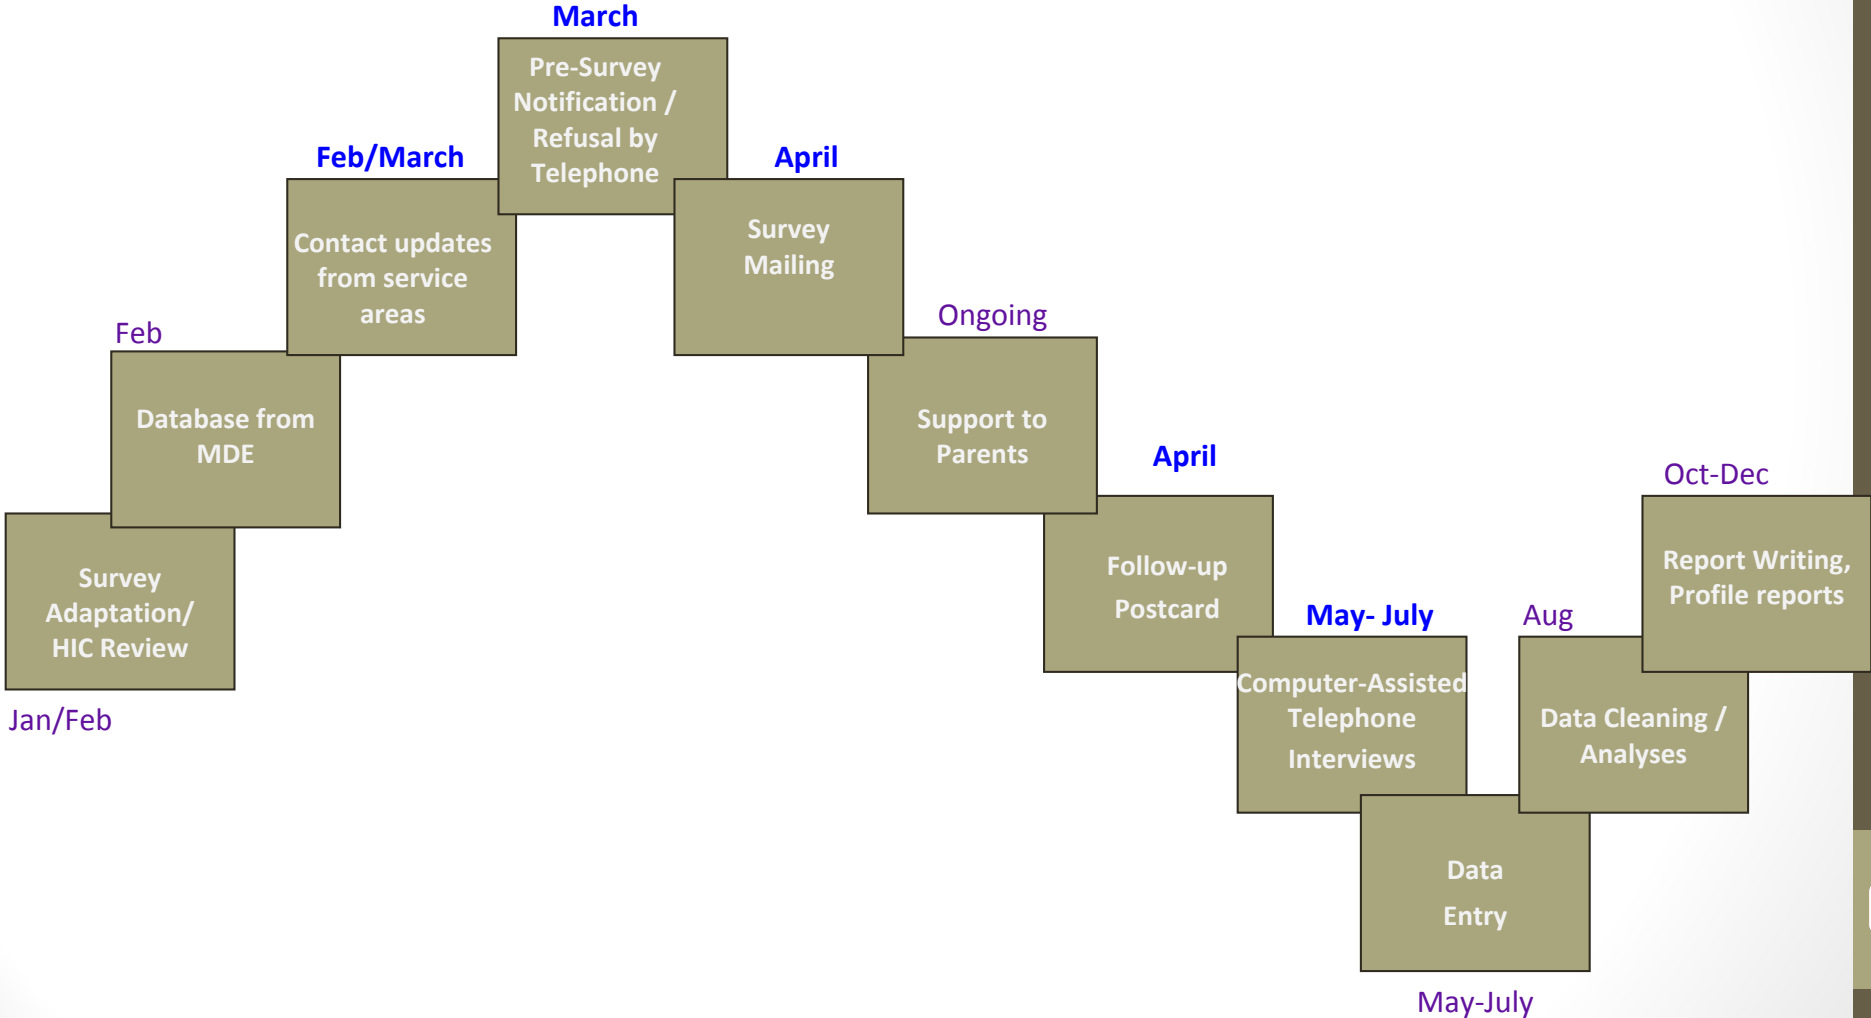 Jan/Feb
Survey
Adaptation/
HIC Review
Feb
Database from
MDE
Feb/March
Contact updates
from service
areas
March
Pre-Survey
Notification /
Refusal by
Telephone
April
Survey
Mailing
Ongoing
Support to
Parents
April
Follow-up
Postcard
May- July
Computer-Assisted
Telephone
Interviews
Data
Entry
May-July
Aug
Data Cleaning /
Analyses
Oct-Dec
Report Writing,
Profile reports